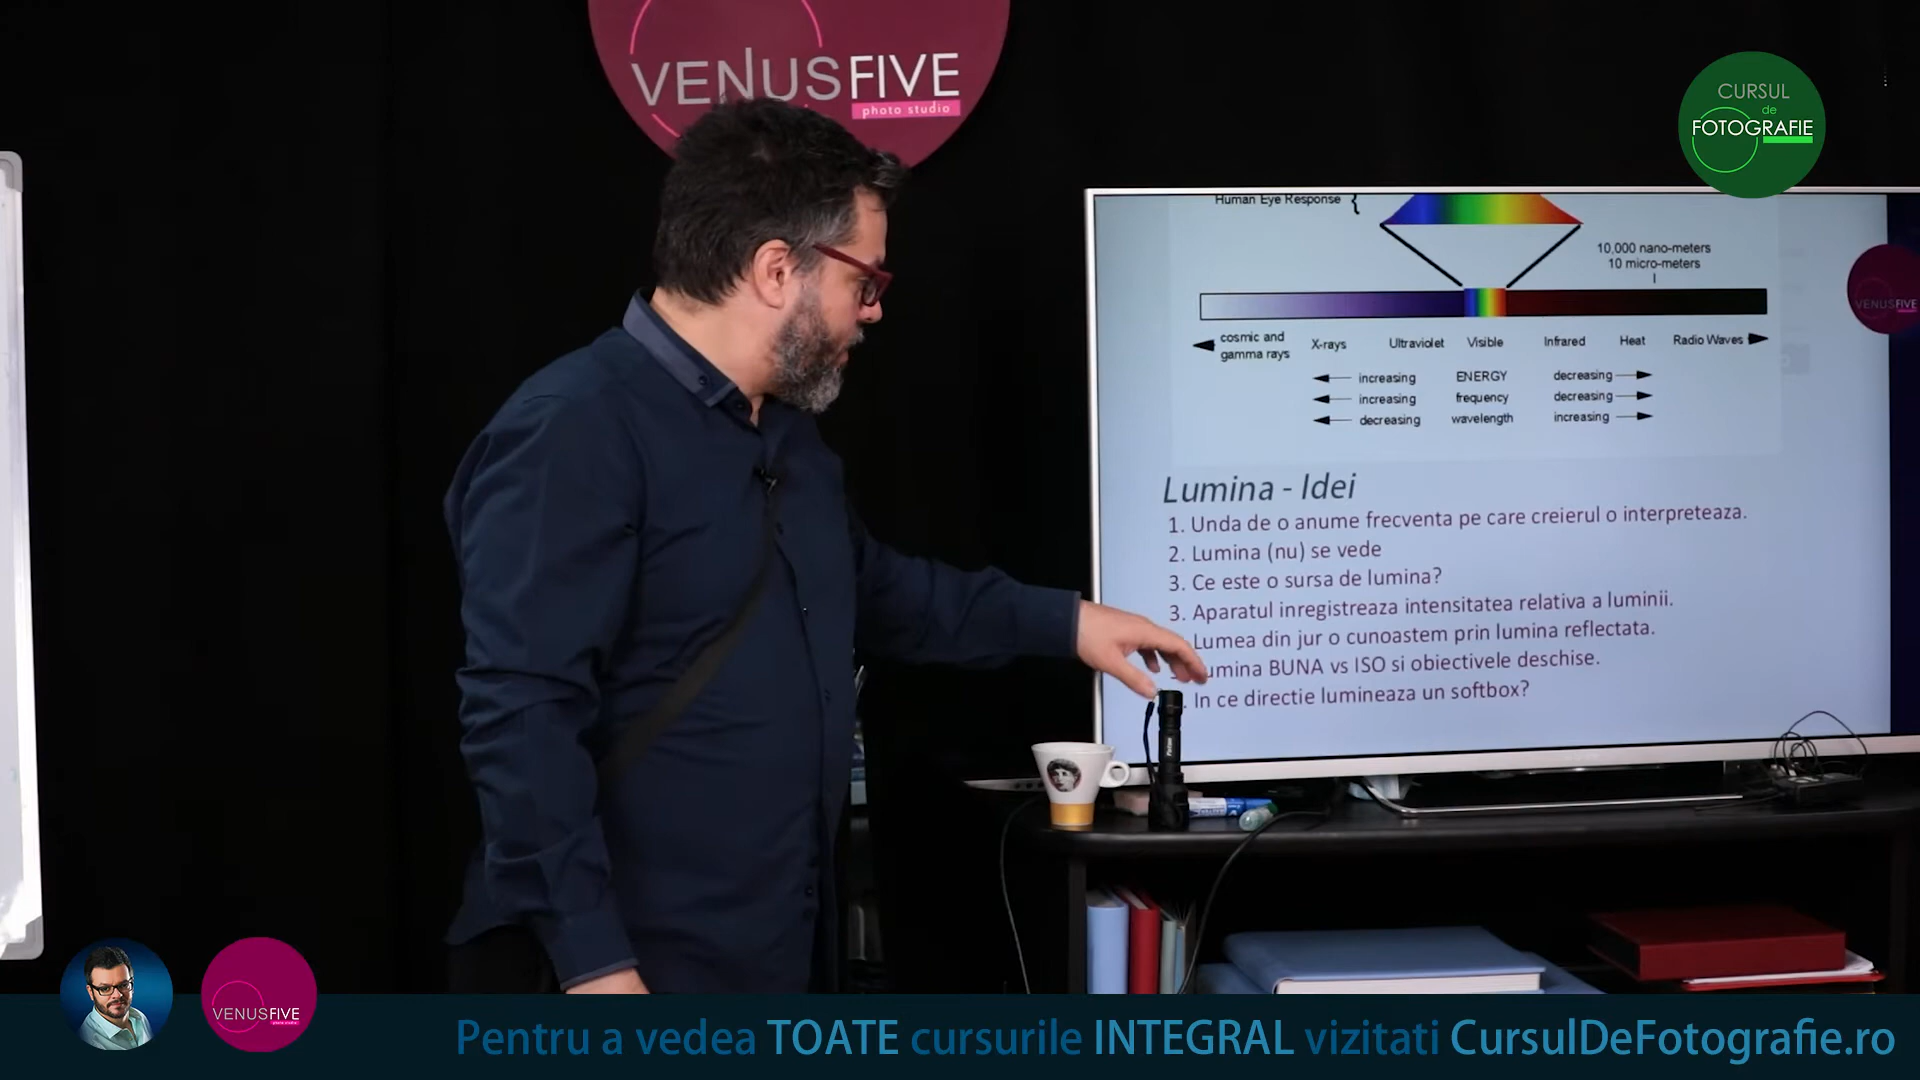 VENUSFIVE
photo studio
CURSUL
de
FOTOGRAFIE
Human Eye Response {
10,000 nano-meters
10 micro-meters
cosmic and
gamma rays
X-rays
Ultraviolet
Visible
Infrared
Heat
Radio Waves
increasing ENERGY decreasing
increasing frequency decreasing
decreasing wavelength increasing
VENUSFIVE
Lumina - Idei
1. Unda de o anume frecventa pe care creierul o interpreteaza.
2. Lumina (nu) se vede
3. Ce este o sursa de lumina?
3. Aparatul inregistreaza intensitatea relativa a luminii.
Lumea din jur o cunoastem prin lumina reflectata.
umina BUNA vs ISO si obiectivele deschise.
In ce directie lumineaza un softbox?
VENUSFIVE
Pentru a vedea TOATE cursurile INTEGRAL vizitati CursulDeFotografie.ro